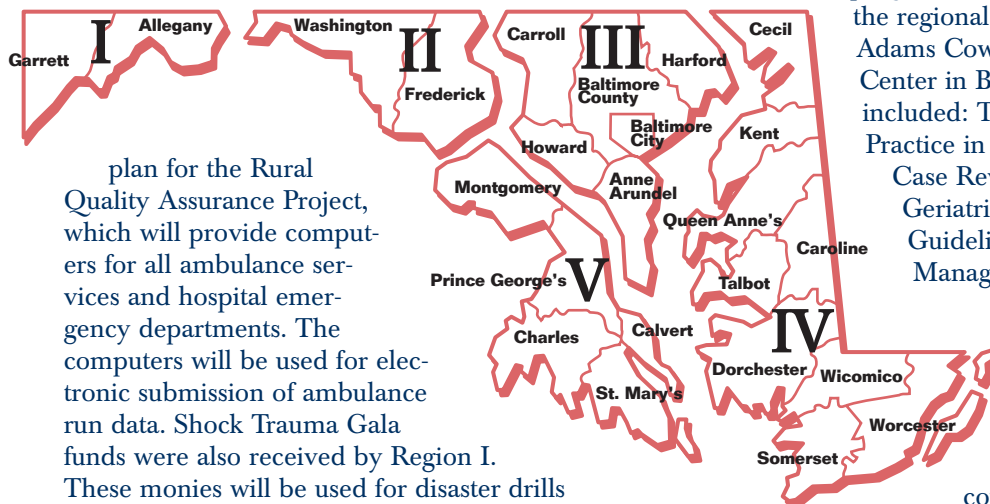 Garrett
I
Allegany
Washington
II
Frederick
Carroll
III
Harford
Baltimore
County
Baltimore
City
Howard
Anne
Arundel
Cecil
Kent
Queen Anne's
Caroline
Talbot
IV
Dorchester
Wicomico
Worcester
Somerset
Montgomery
Prince George's
V
Charles
Calvert
St. Mary's
plan for the Rural
Quality Assurance Project,
which will provide comput-
ers for all ambulance ser-
vices and hospital emer-
gency departments. The
computers will be used for elec-
tronic submission of ambulance
run data. Shock Trauma Gala
funds were also received by Region I.
These monies will be used for disaster drills
the regional
Adams Cow
Center in B
included: T
Practice in
Case Rev
Geriatri
Guideli
Manag
co